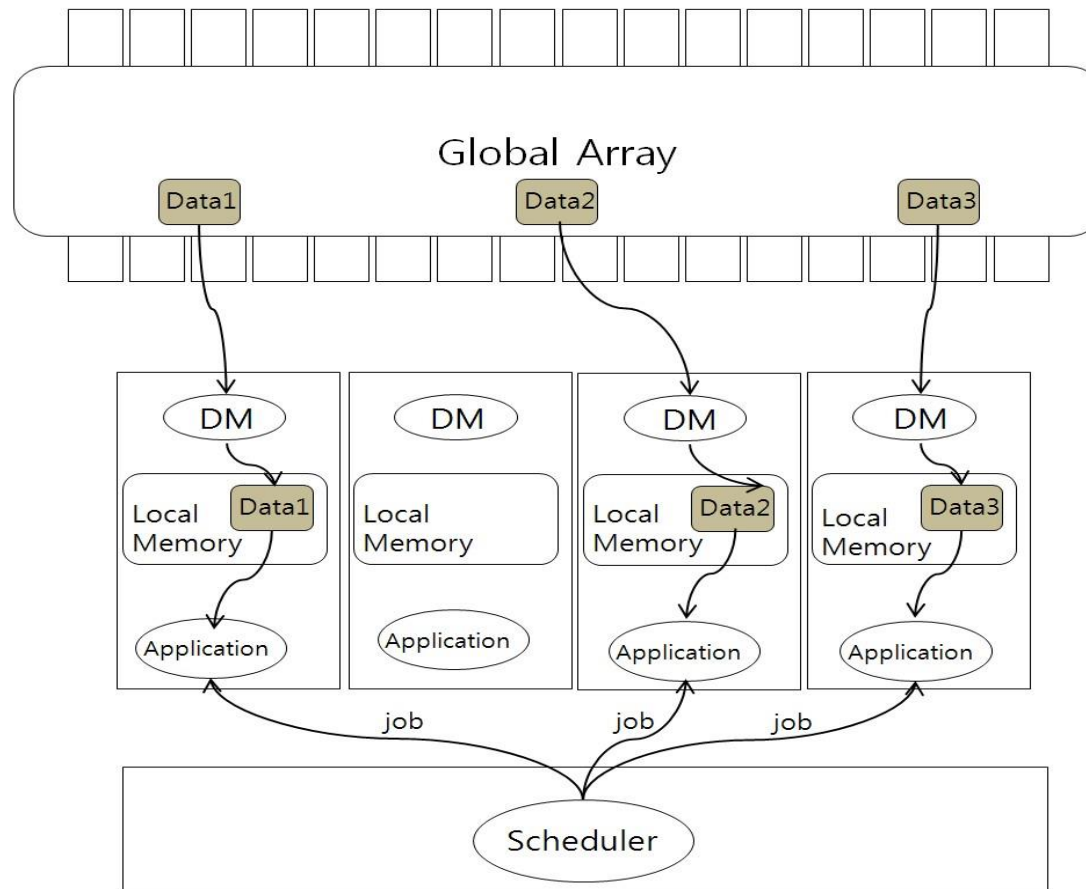 Global Array
Data1
Data2
Data3
DM
DM
DM
DM
Local
Memory
Data1
Local
Memory
Local
Memory
Data2
Local
Memory
Data3
Application
Application
Application
Application
job
job
job
Scheduler